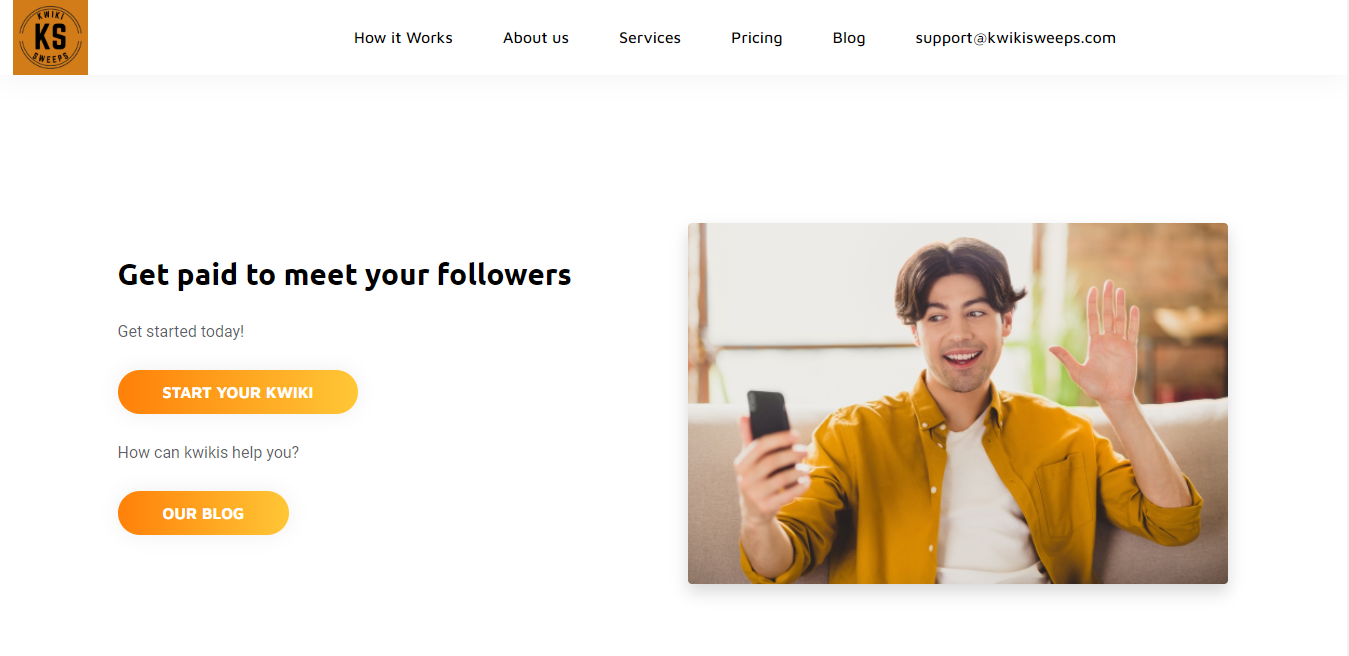 KWIKI
KS
SWEEPS
How it Works
About us
Services
Pricing
Blog
support@kwikisweeps.com
Get paid to meet your followers
Get started today!
START YOUR KWIKI
How can kwikis help you?
OUR BLOG